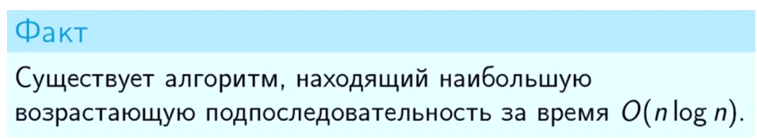 Факт
Существует алгоритм, находящий наибольшую
возрастающую подпоследовательность за время O(n log n).